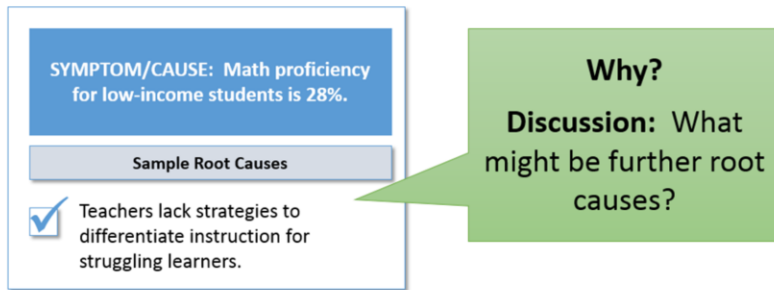 SYMPTOM/CAUSE: Math proficiency
for low-income students is 28%.
Sample Root Causes
Teachers lack strategies to
differentiate instruction for
struggling learners.
Why?
Discussion: What
might be further root
causes?